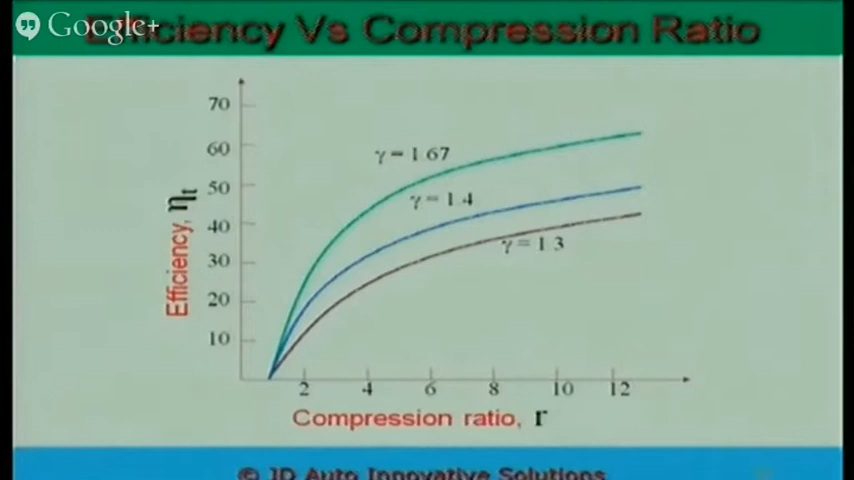 Google+
Efficiency Vs Compression Ratio
70
60
50
40
30
20
10
Efficiency, ηt
γ = 1.67
γ = 1.4
γ = 1.3
2 4 6 8 10 12
Compression ratio, r
© JD Auto Innovative Solutions